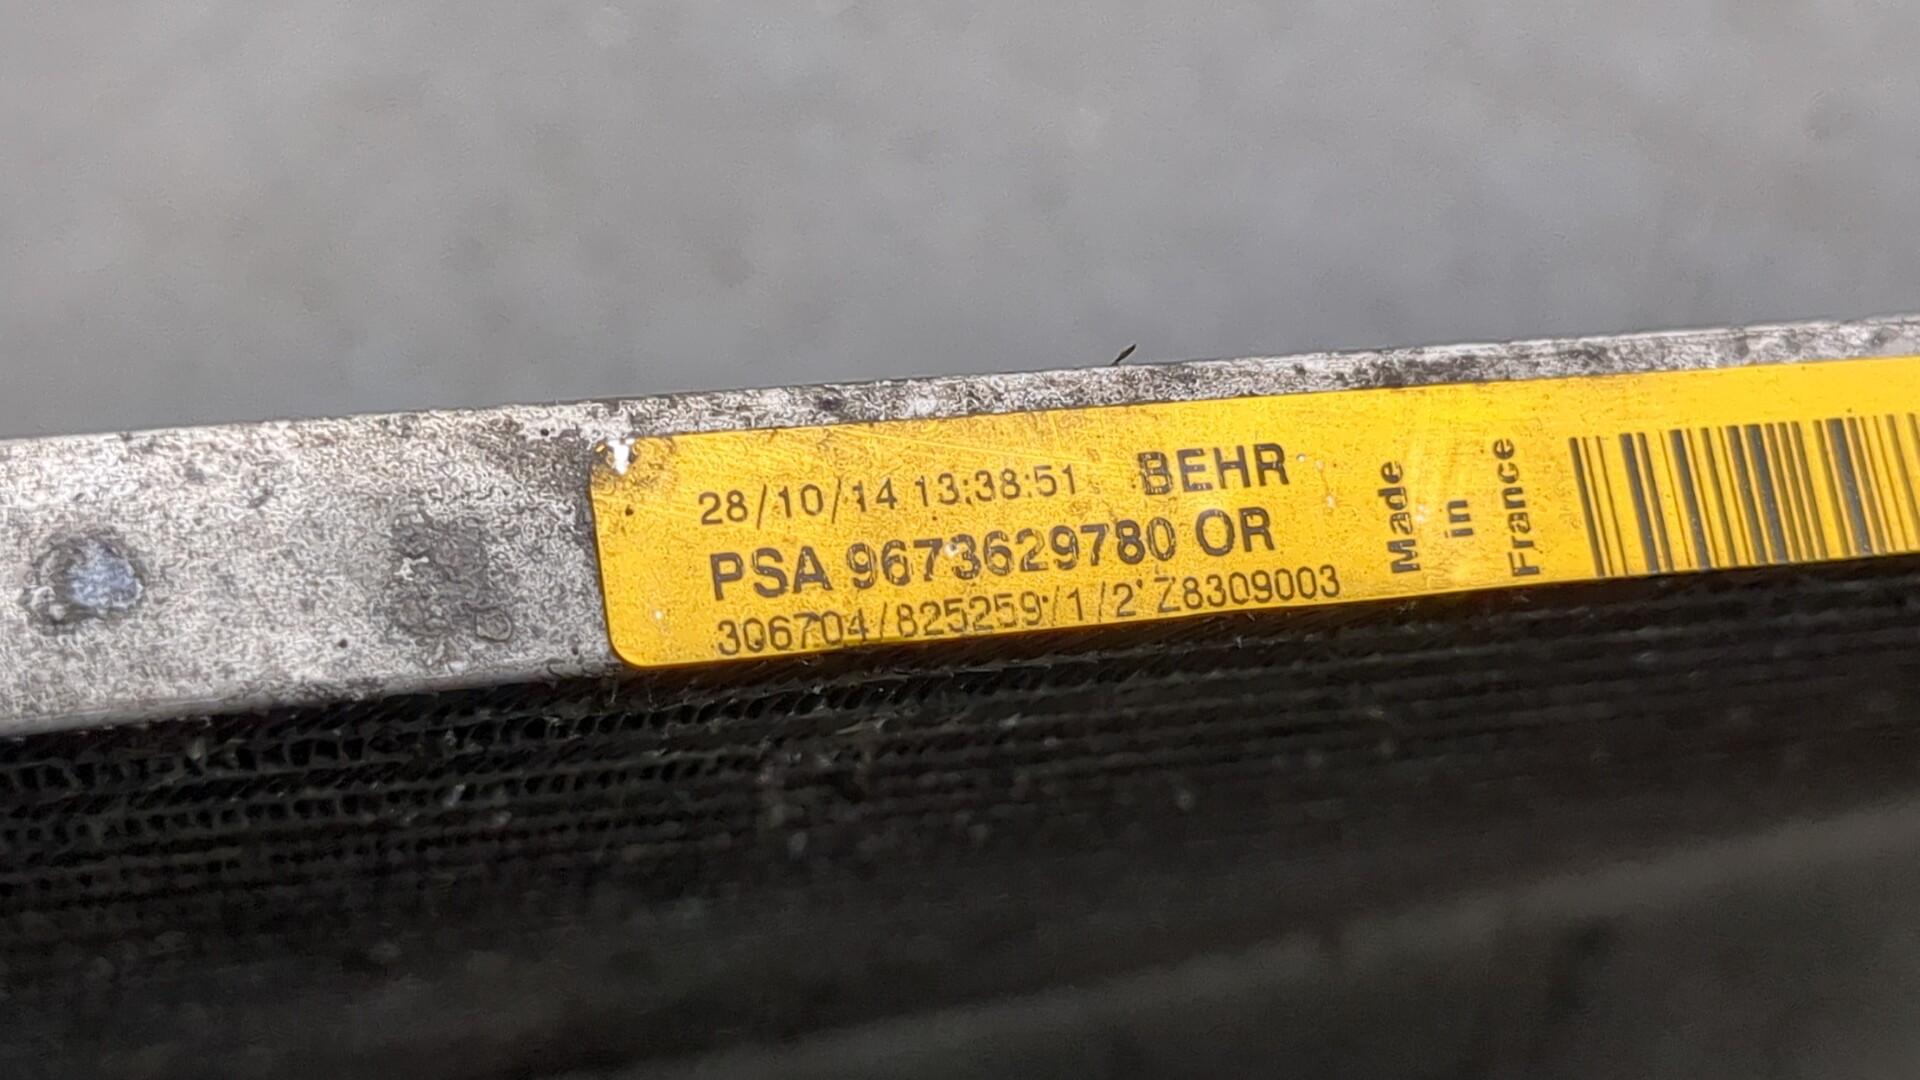 28/10/14 13:38:51 BEHR
PSA 9673629780 OR
306704/825259/1/2 Z8309003
Made
in
France